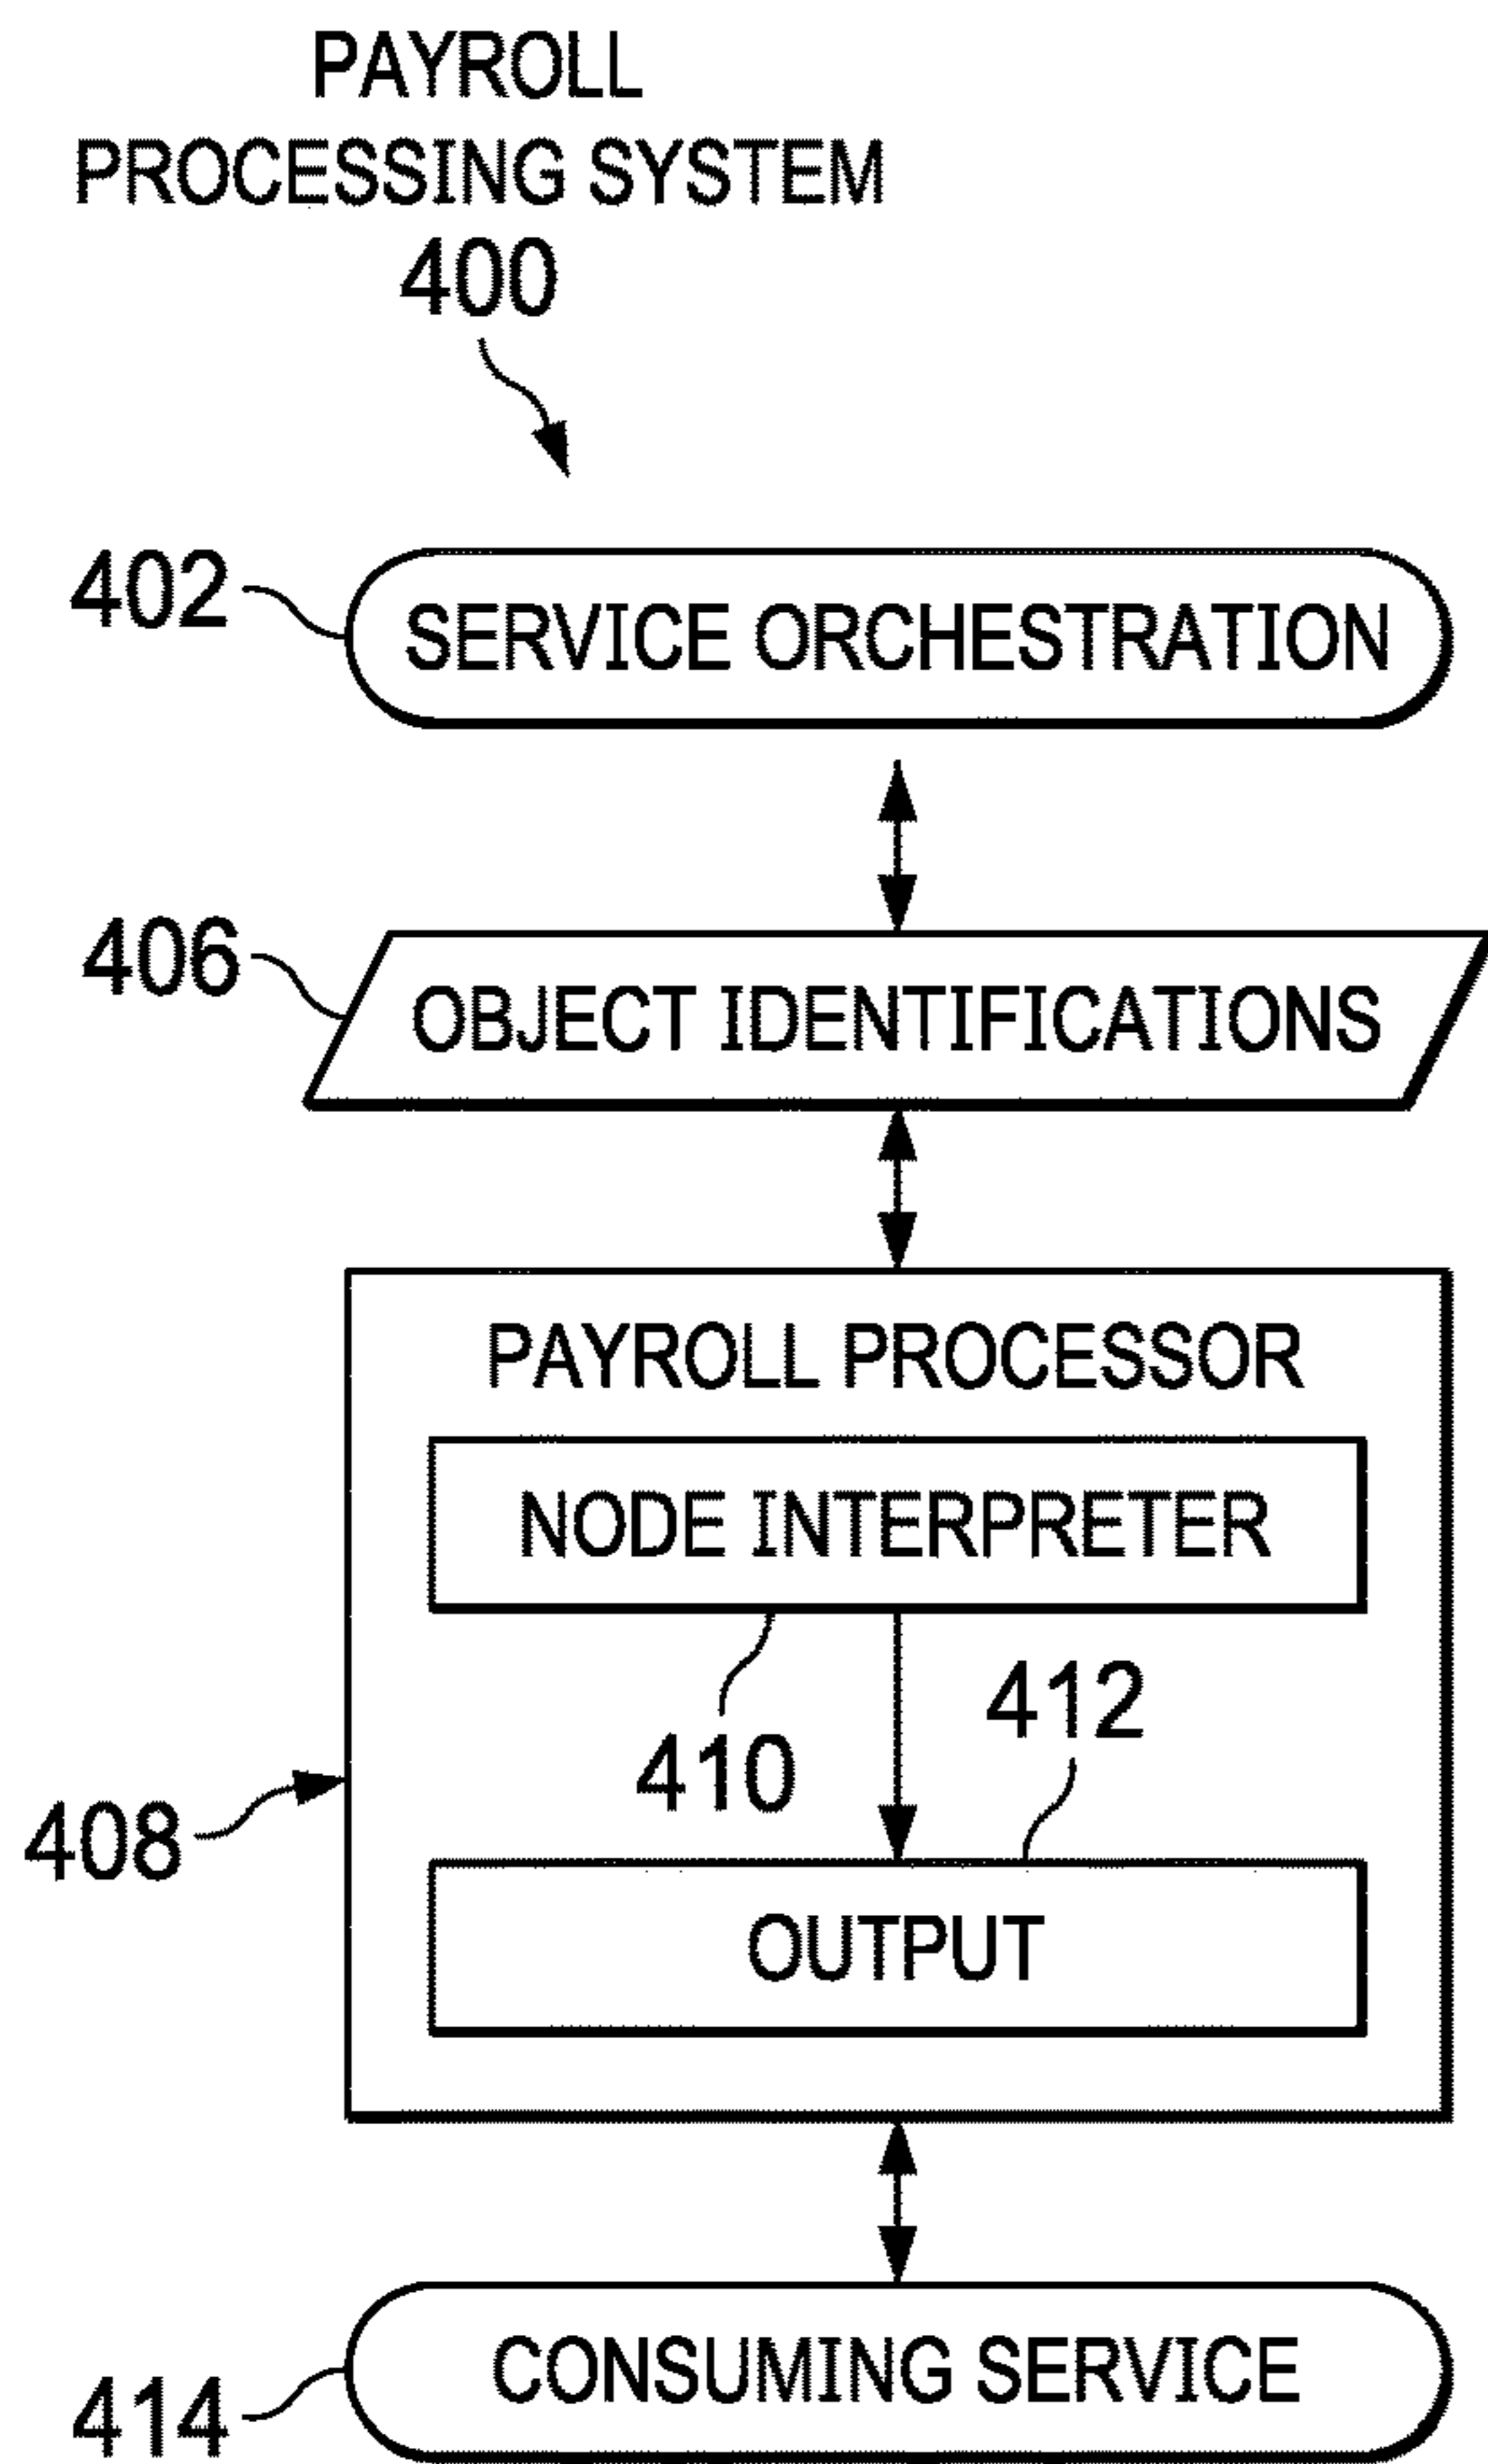 PAYROLL
PROCESSING SYSTEM
400
402
SERVICE ORCHESTRATION
406
OBJECT IDENTIFICATIONS
PAYROLL PROCESSOR
NODE INTERPRETER
412
410
408
OUTPUT
CONSUMING SERVICE
414